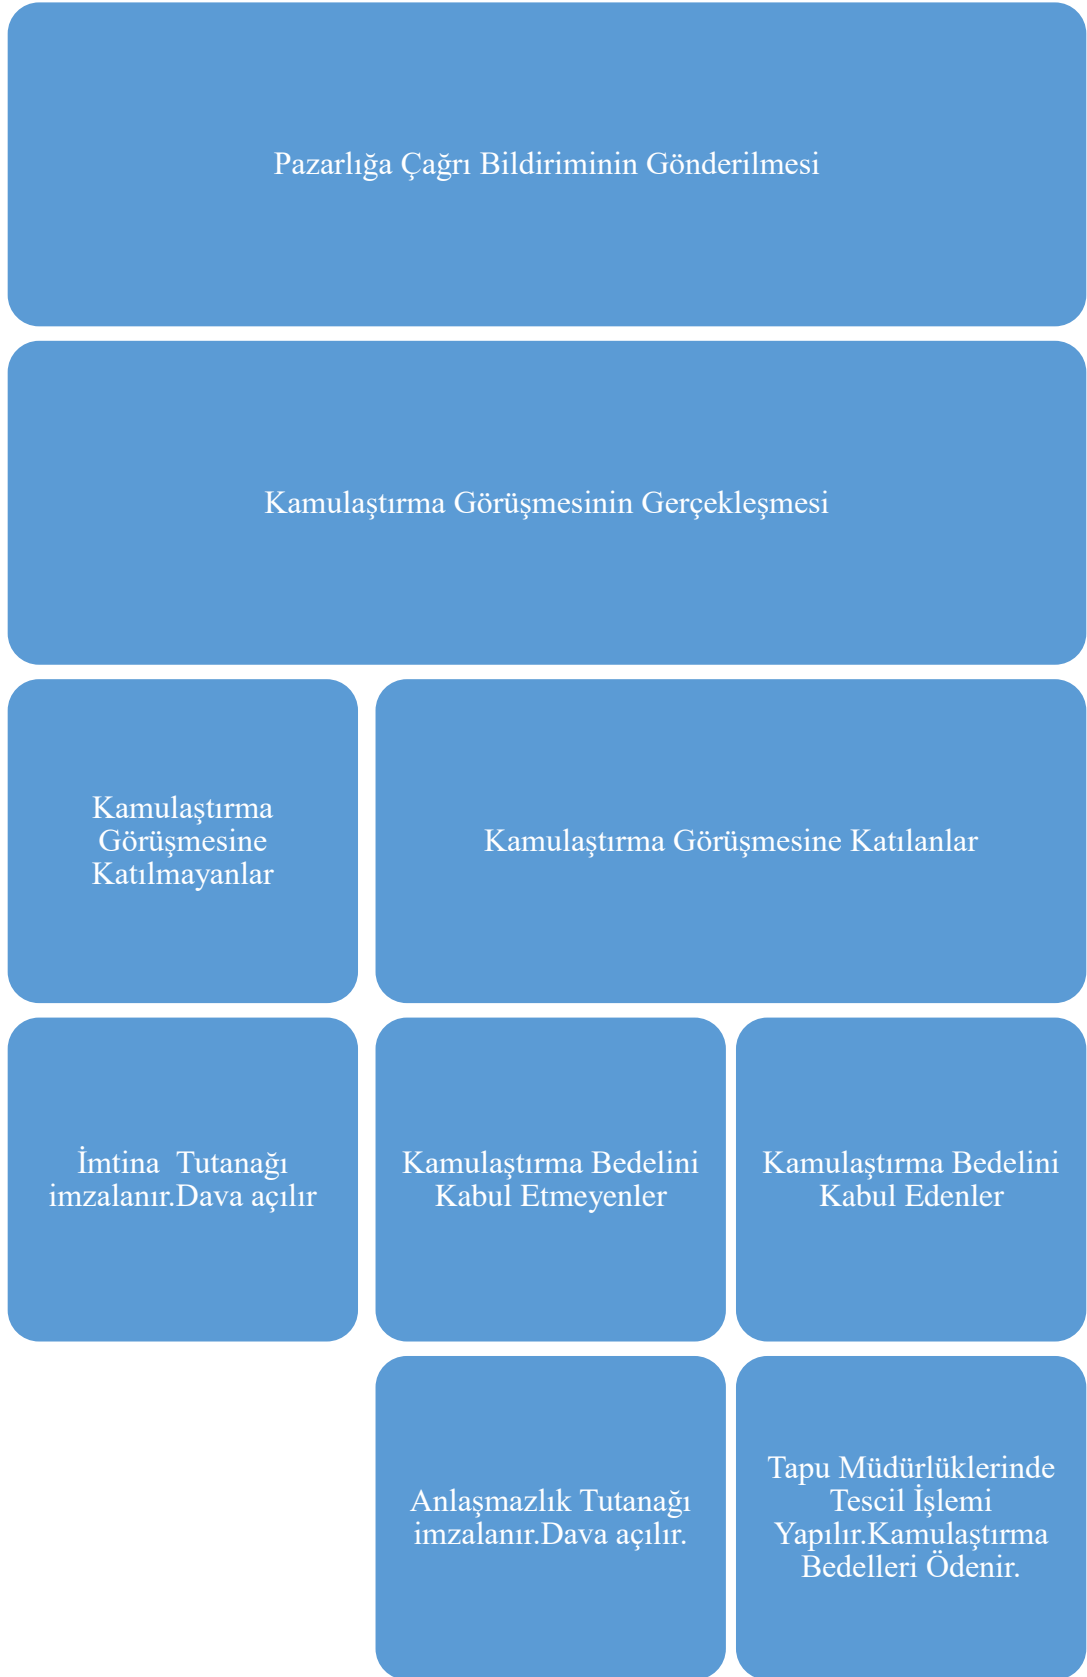 Pazarlığa Çağrı Bildiriminin Gönderilmesi
Kamulaştırma Görüşmesinin Gerçekleşmesi
Kamulaştırma
Görüşmesine
Katılmayanlar
Kamulaştırma Görüşmesine Katılanlar
İmtina  Tutanağı
imzalanır.Dava açılır
Kamulaştırma Bedelini
Kabul Etmeyenler
Kamulaştırma Bedelini
Kabul Edenler
Anlaşmazlık Tutanağı
imzalanır.Dava açılır.
Tapu Müdürlüklerinde
Tescil İşlemi
Yapılır.Kamulaştırma
Bedelleri Ödenir.